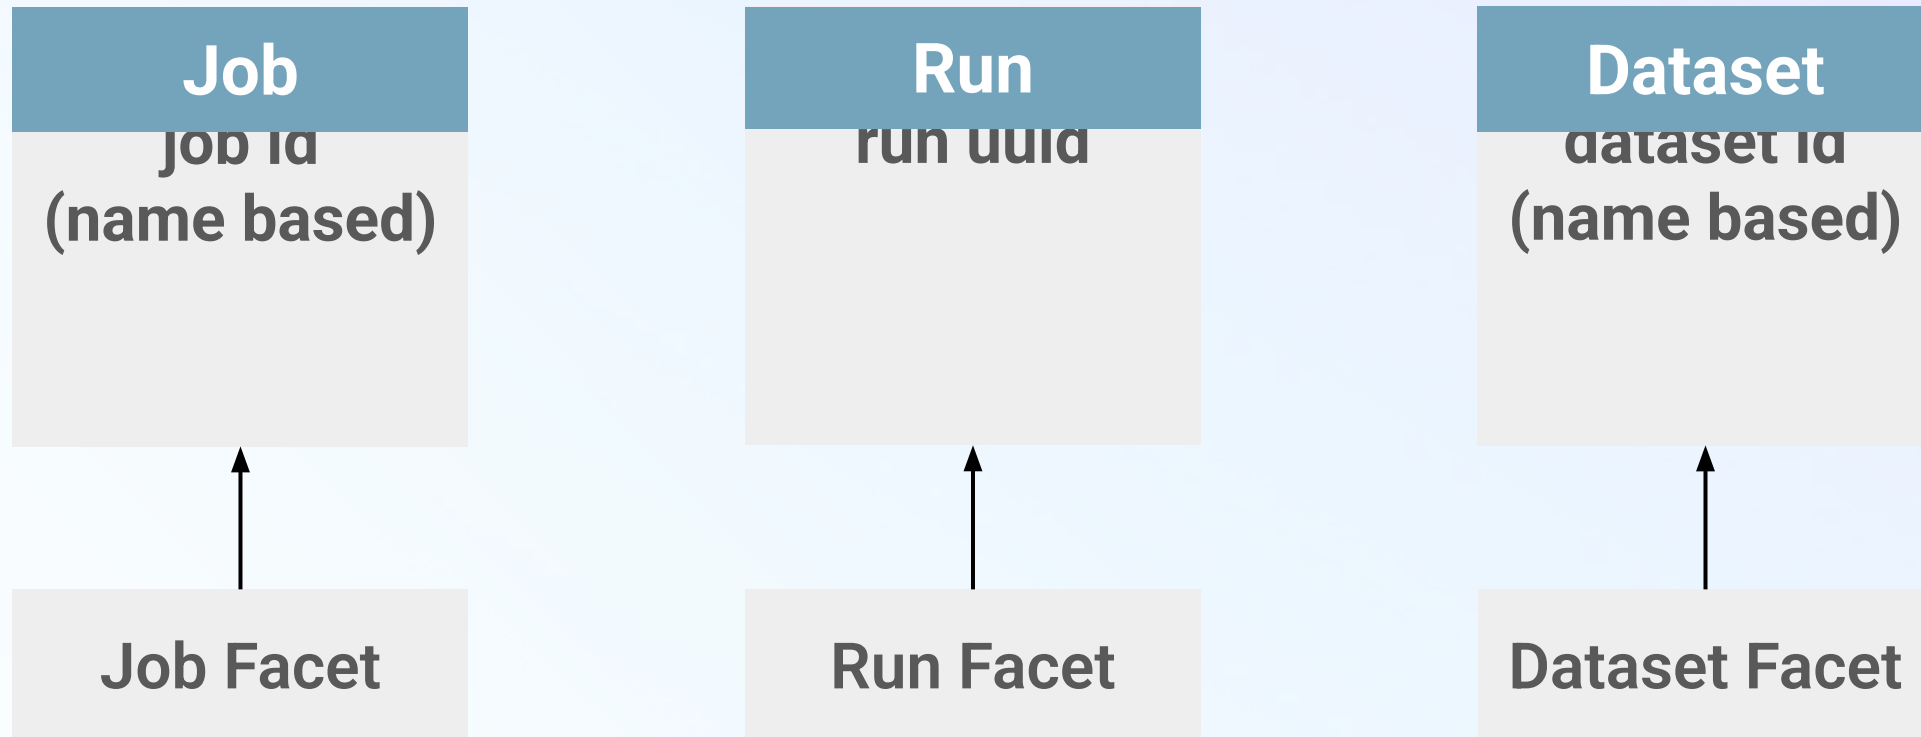 Job
Run
Dataset
job id
(name based)
run uuid
dataset id
(name based)
Job Facet
Run Facet
Dataset Facet